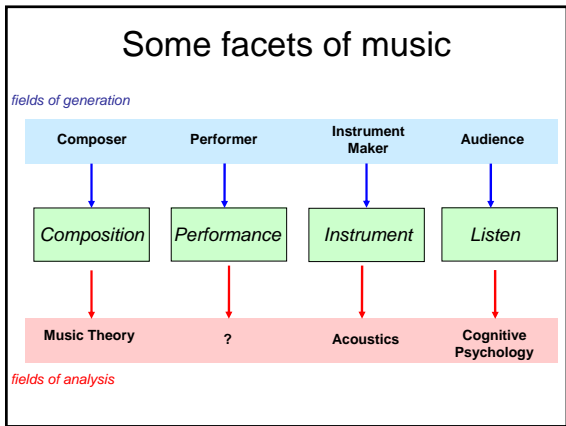 Some facets of music
fields of generation
Composer
Performer
Instrument
Maker
Audience
Composition
Performance
Instrument
Listen
Music Theory
?
Acoustics
Cognitive
Psychology
fields of analysis